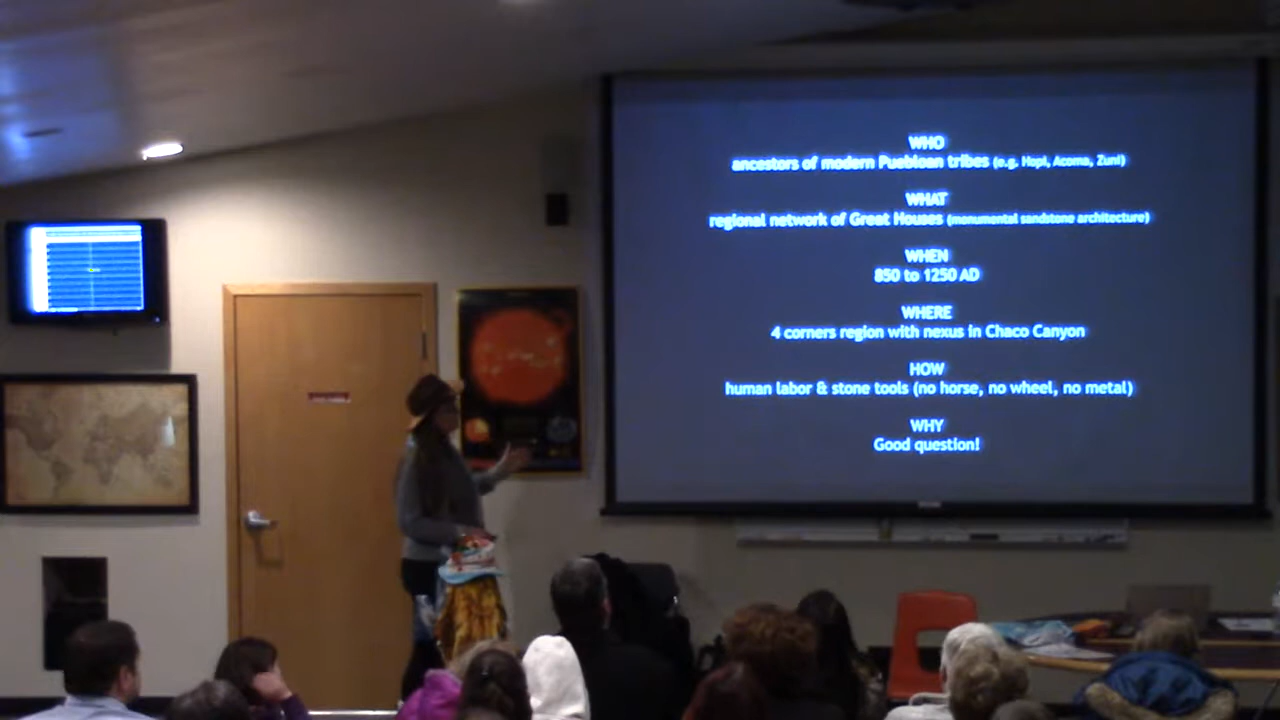 WHO
ancestors of modern Puebloan tribes (e.g. Hopi, Acoma, Zuni)
WHAT
regional network of Great Houses (monumental sandstone architecture)
WHEN
850 to 1250 AD
WHERE
4 corners region with nexus in Chaco Canyon
HOW
human labor & stone tools (no horse, no wheel, no metal)
WHY
Good question!